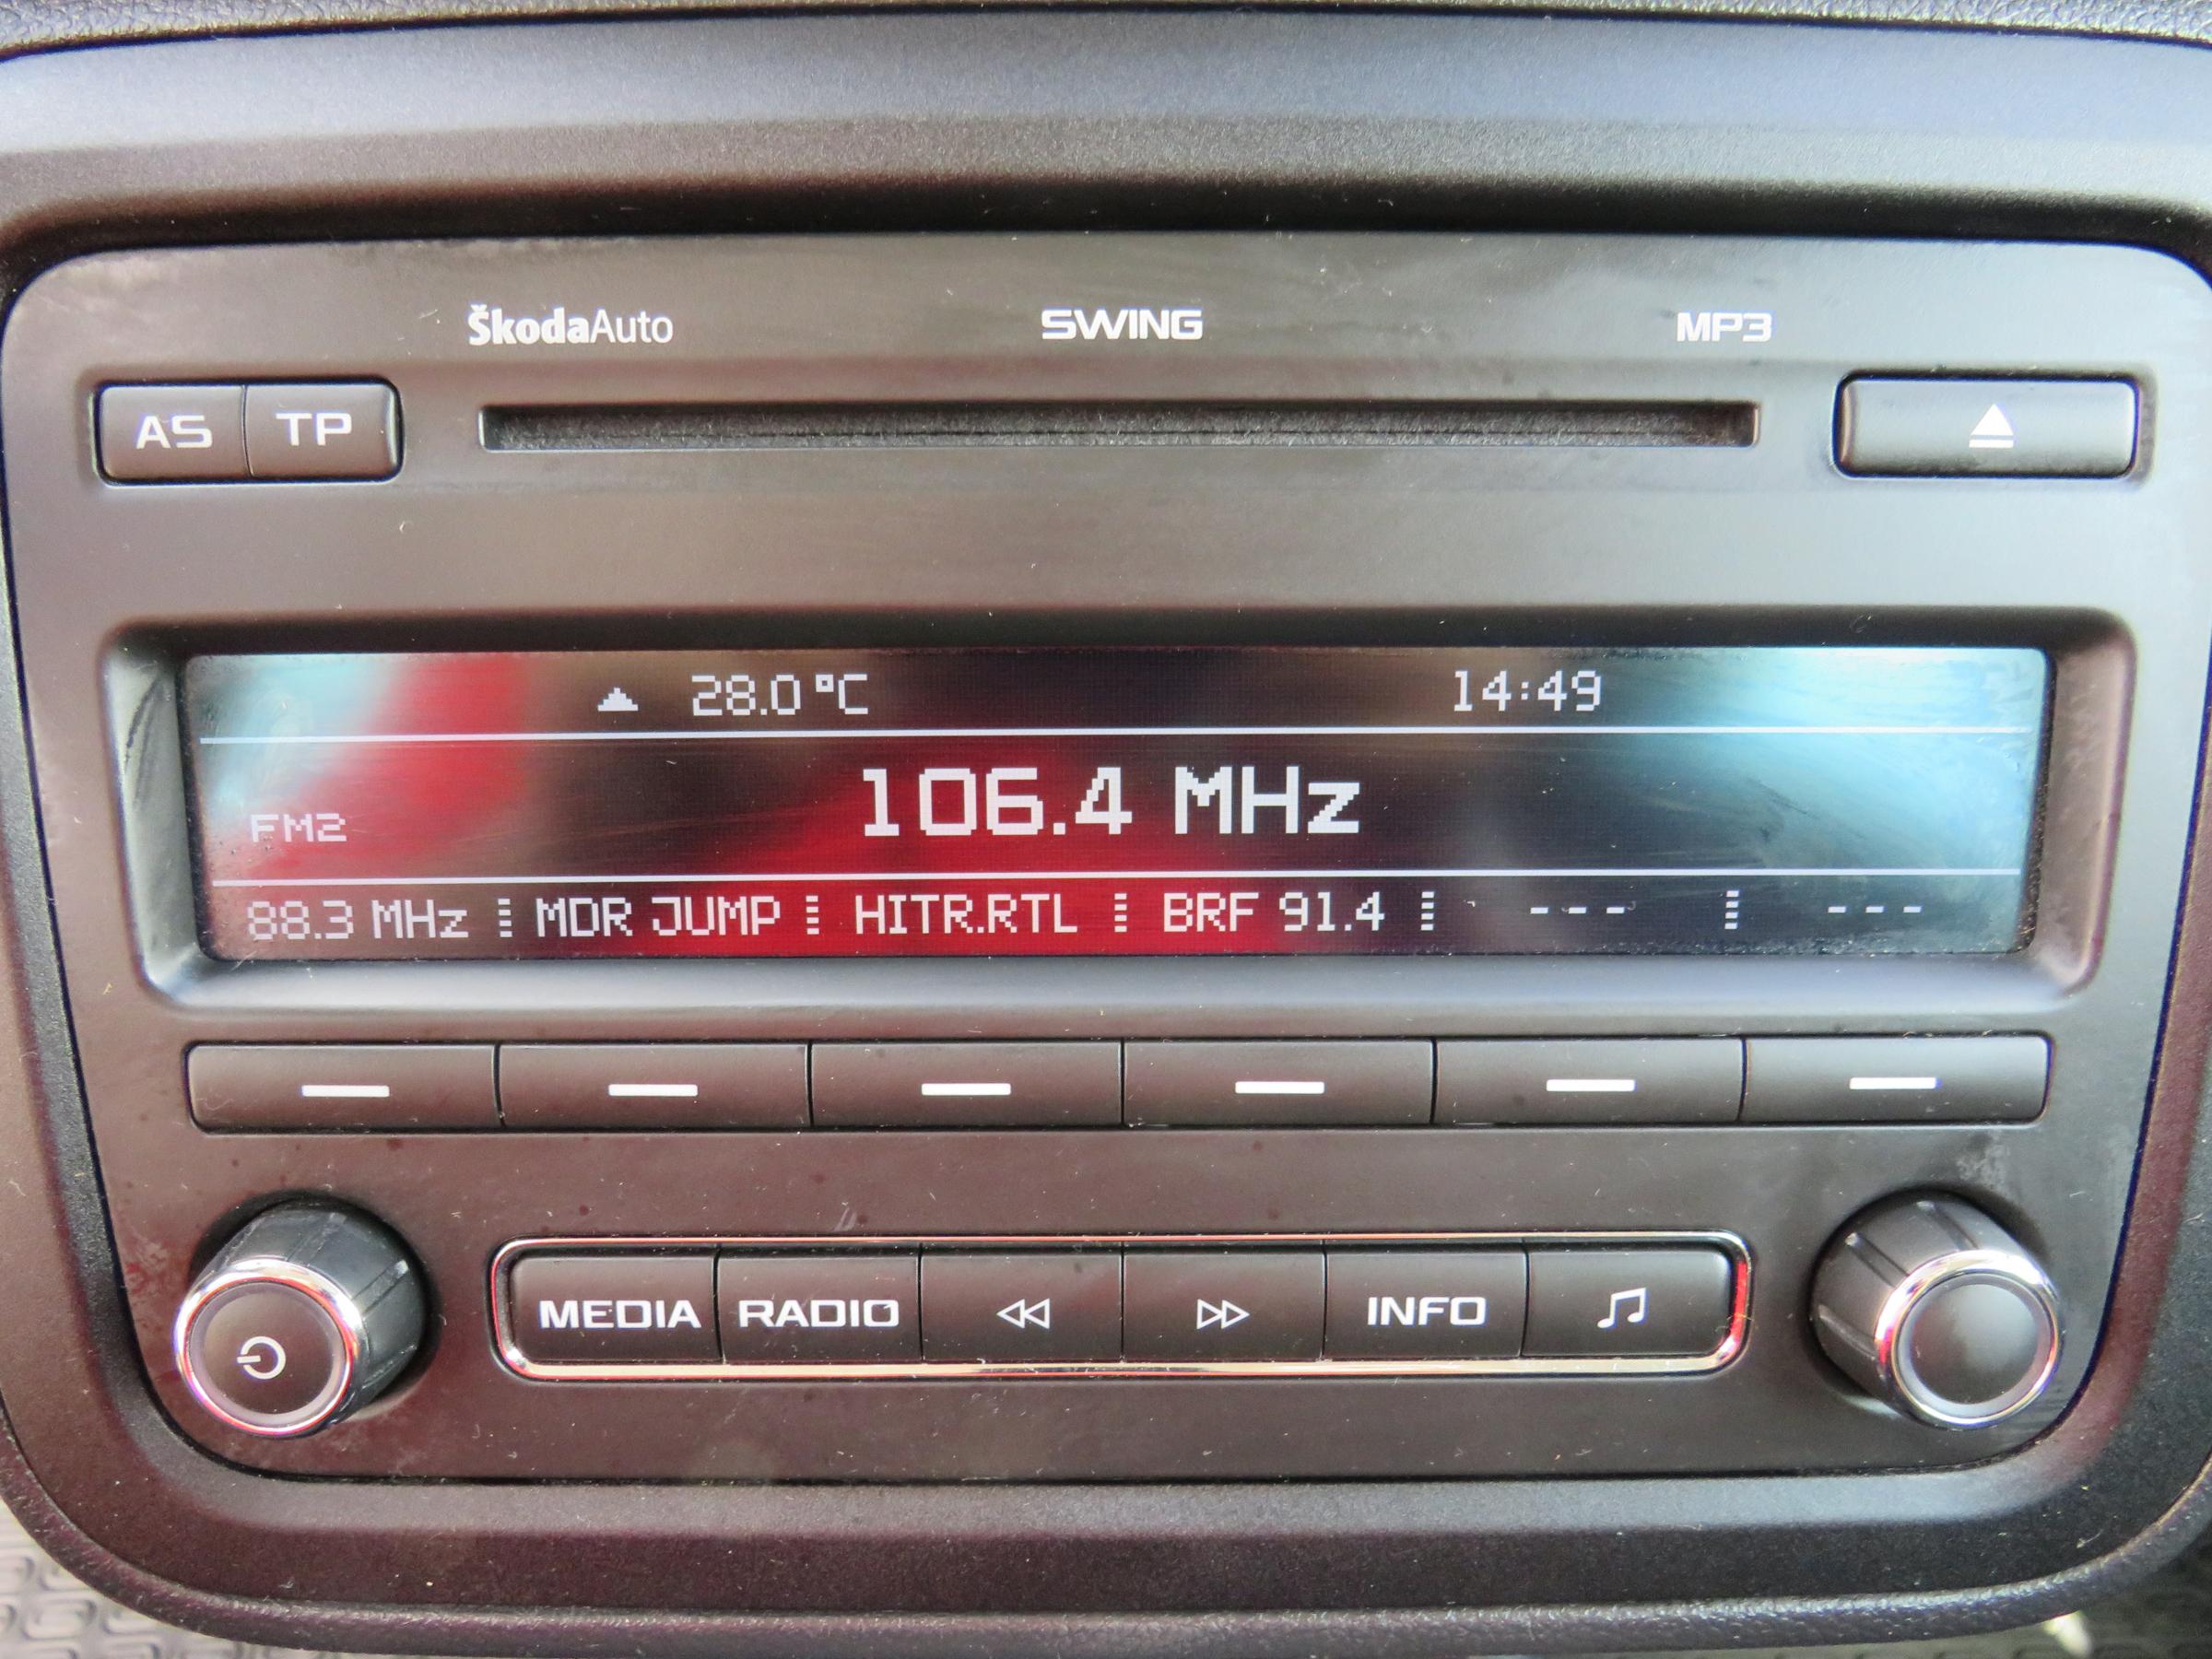 ŠkodaAuto SWING MP3
AS TP
28.0 °C 14:49
106.4 MHz
FM2
88.3 MHz MDR JUMP HITR.RTL BRF 91.4 --- ---
MEDIA RADIO INFO